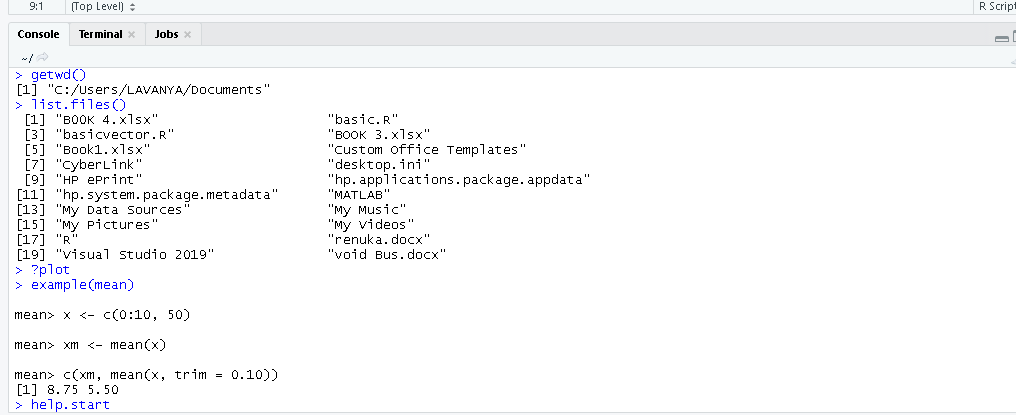 9:1 (Top Level) R Script
Console Terminal Jobs
~/
> getwd()
[1] "C:/Users/LAVANYA/Documents"
> list.files()
[1] "BOOK 4.xlsx" "basic.R"
[3] "basicvector.R" "BOOK 3.xlsx"
[5] "Book1.xlsx" "Custom Office Templates"
[7] "CyberLink" "desktop.ini"
[9] "HP ePrint" "hp.applications.package.appdata"
[11] "hp.system.package.metadata" "MATLAB"
[13] "My Data Sources" "My Music"
[15] "My Pictures" "My Videos"
[17] "R" "renuka.docx"
[19] "Visual Studio 2019" "void Bus.docx"
> ?plot
> example(mean)
mean> x <- c(0:10, 50)
mean> xm <- mean(x)
mean> c(xm, mean(x, trim = 0.10))
[1] 8.75 5.50
> help.start